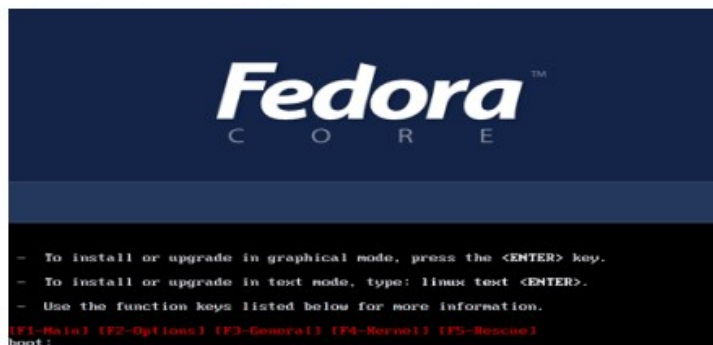 Fedora™
CORE
- To install or upgrade in graphical mode, press the <ENTER> key.
- To install or upgrade in text mode, type: linux text <ENTER>.
- Use the function keys listed below for more information.
[F1-Main] [F2-Options] [F3-General] [F4-Kernel] [F5-Rescue]
boot: